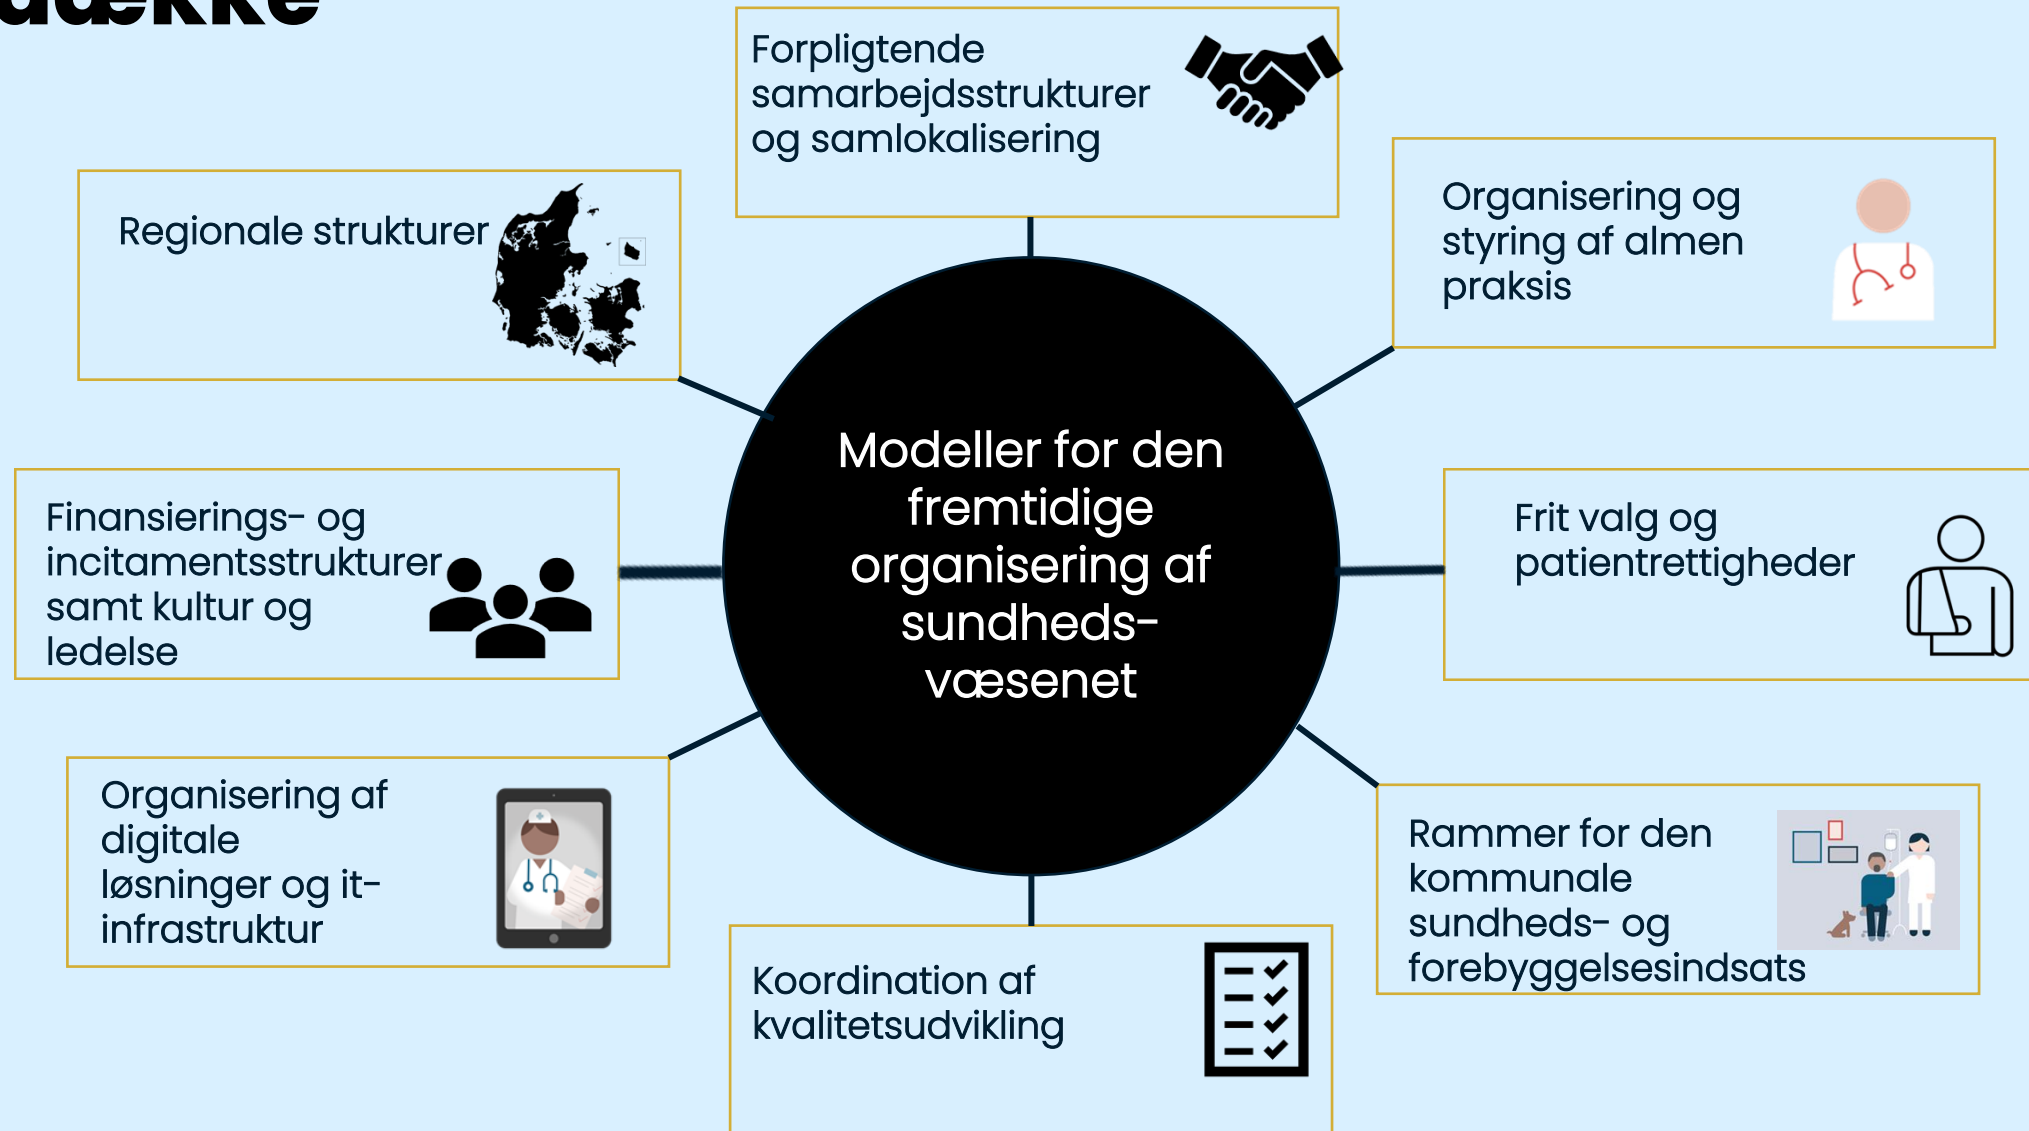 Forpligtende
samarbejdsstrukturer
og samlokalisering
Regionale strukturer
Organisering og
styring af almen
praksis
Modeller for den
fremtidige
organisering af
sundheds-
væsenet
Finansierings- og
incitamentsstrukturer
samt kultur og
ledelse
Frit valg og
patientrettigheder
Organisering af
digitale
løsninger og it-
infrastruktur
Rammer for den
kommunale
sundheds- og
forebyggelsesindsats
Koordination af
kvalitetsudvikling